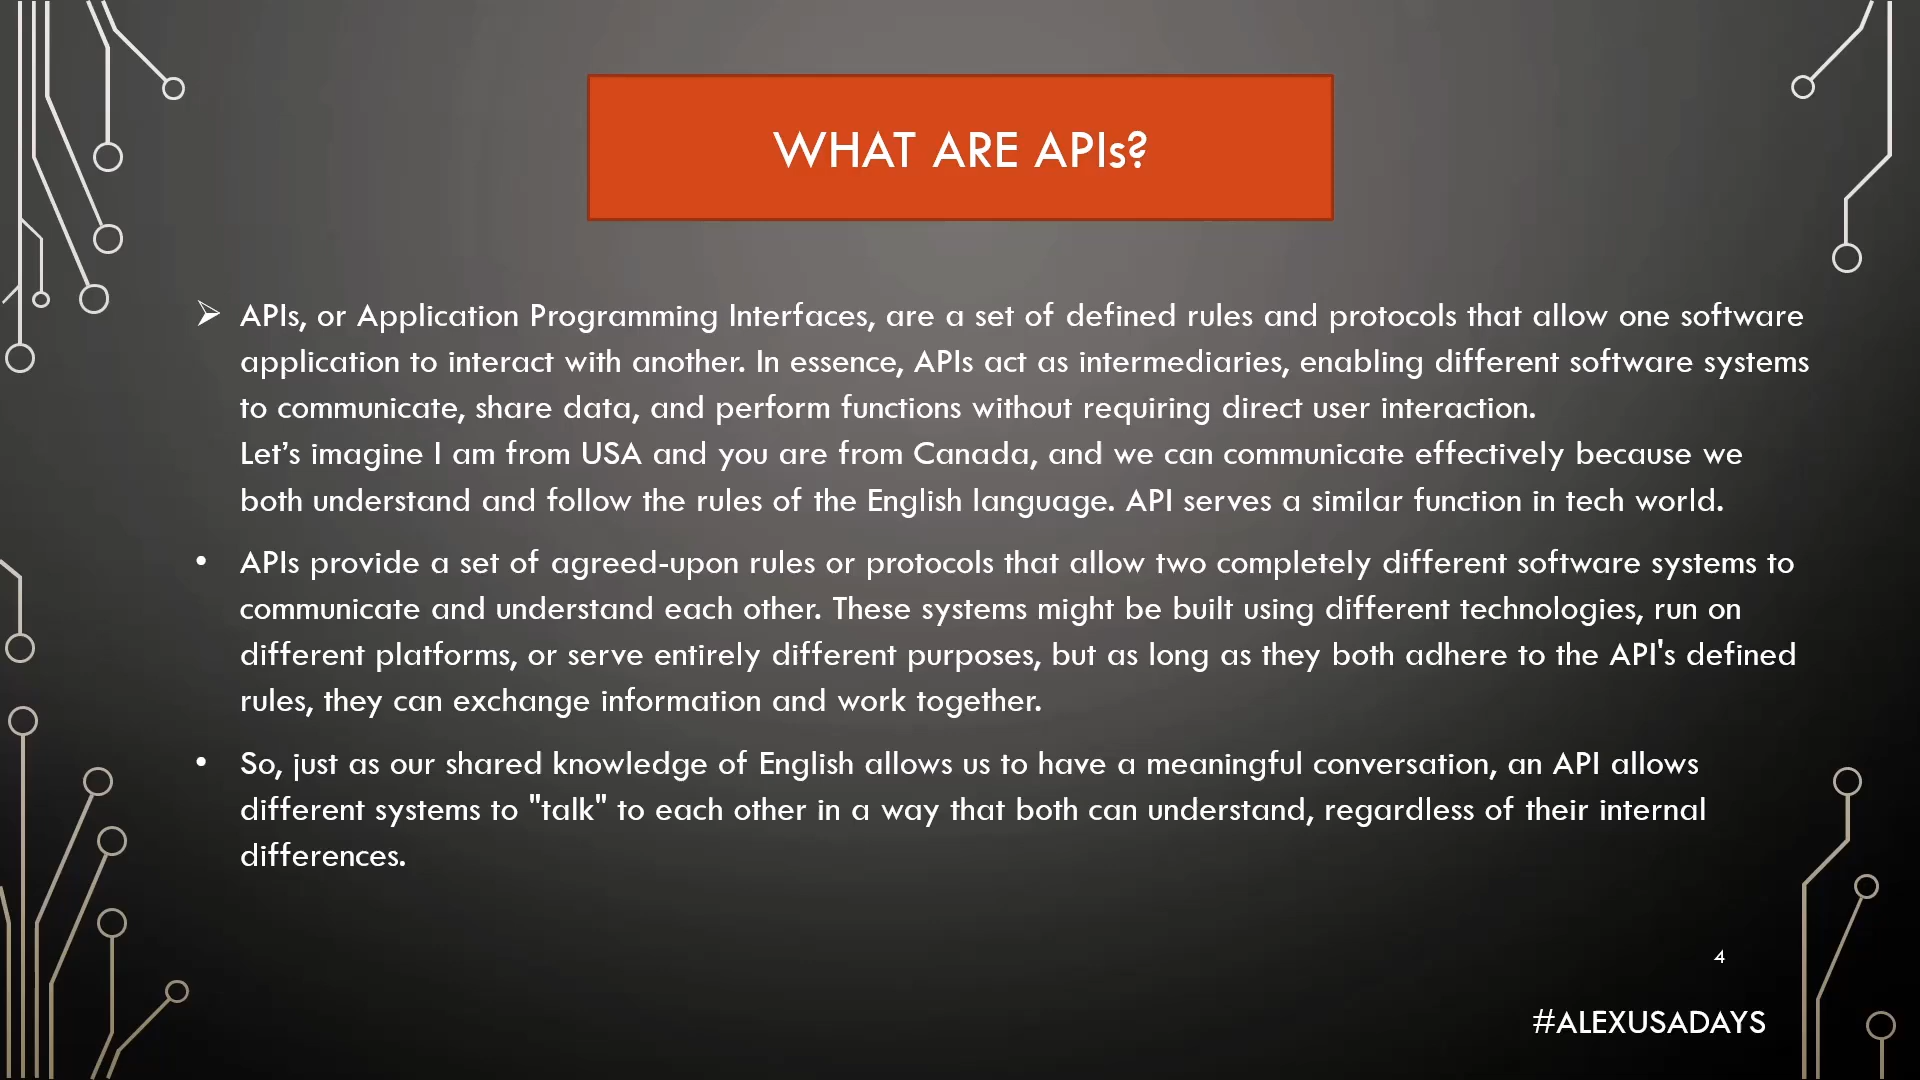 WHAT ARE APIs?
APIs, or Application Programming Interfaces, are a set of defined rules and protocols that allow one software
application to interact with another. In essence, APIs act as intermediaries, enabling different software systems
to communicate, share data, and perform functions without requiring direct user interaction.
Let’s imagine I am from USA and you are from Canada, and we can communicate effectively because we
both understand and follow the rules of the English language. API serves a similar function in tech world.
• APIs provide a set of agreed-upon rules or protocols that allow two completely different software systems to
communicate and understand each other. These systems might be built using different technologies, run on
different platforms, or serve entirely different purposes, but as long as they both adhere to the API's defined
rules, they can exchange information and work together.
• So, just as our shared knowledge of English allows us to have a meaningful conversation, an API allows
different systems to "talk" to each other in a way that both can understand, regardless of their internal
differences.
4
#ALEXUSADAYS